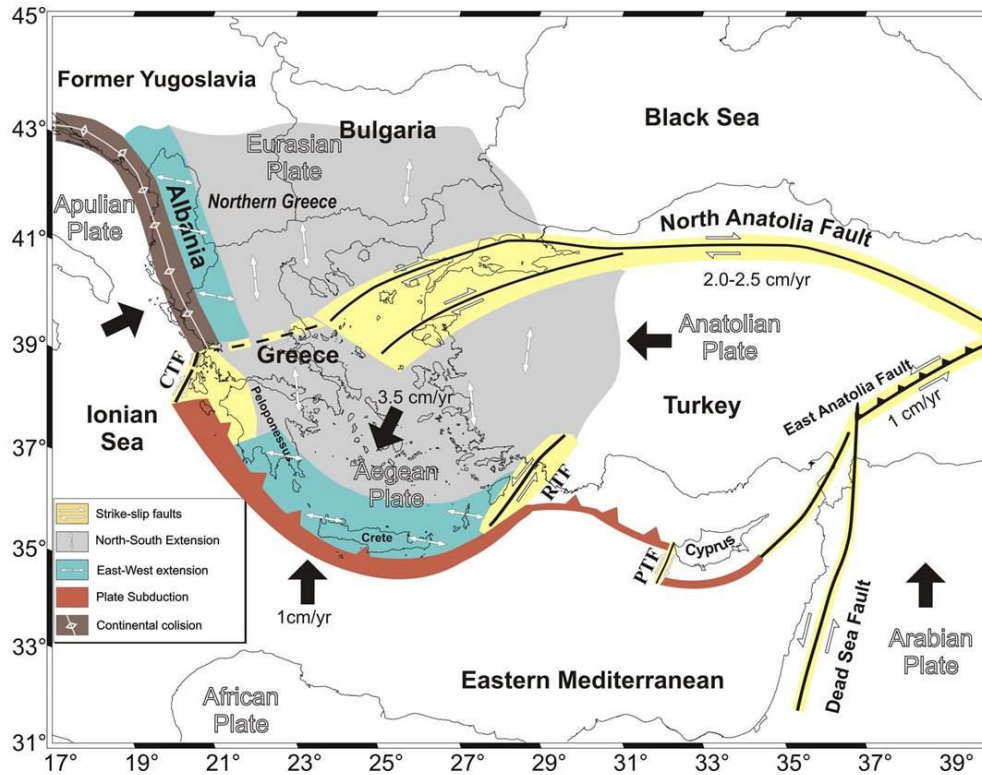 45°
43°
41°
39°
37°
35°
33°
31°
17°
19°
21°
23°
25°
27°
29°
31°
33°
35°
37°
39°
Former Yugoslavia
Bulgaria
Black Sea
Eurasian
Plate
Northern Greece
Albania
Apulian
Plate
North Anatolia Fault
2.0-2.5 cm/yr
Anatolian
Plate
Greece
CTF
Ionian
Sea
Peloponessus
3.5 cm/yr
Turkey
East Anatolia Fault
1 cm/yr
Aegean
Plate
RTF
Crete
PTF
Cyprus
1cm/yr
Dead Sea Fault
Arabian
Plate
Eastern Mediterranean
African
Plate
Strike-slip faults
North-South Extension
East-West extension
Plate Subduction
Continental colision